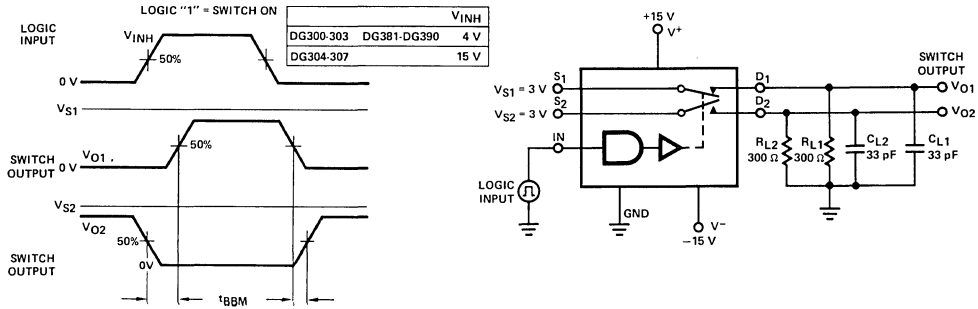 LOGIC "1" = SWITCH ON
VINH
DG300-303 DG381-DG390 4 V
DG304-307 15 V
LOGIC
INPUT
VINH
50%
0 V
VS1
50%
SWITCH
OUTPUT
VO1 ,
0 V
VS2
VO2
50%
SWITCH
OUTPUT
0V
tBBM
+15 V
V+
SWITCH
OUTPUT
S1
VS1 = 3 V
D1
VO1
S2
VS2 = 3 V
D2
VO2
IN
RL2
300 Ω
RL1
300 Ω
CL2
33 pF
CL1
33 pF
LOGIC
INPUT
GND
V−
−15 V